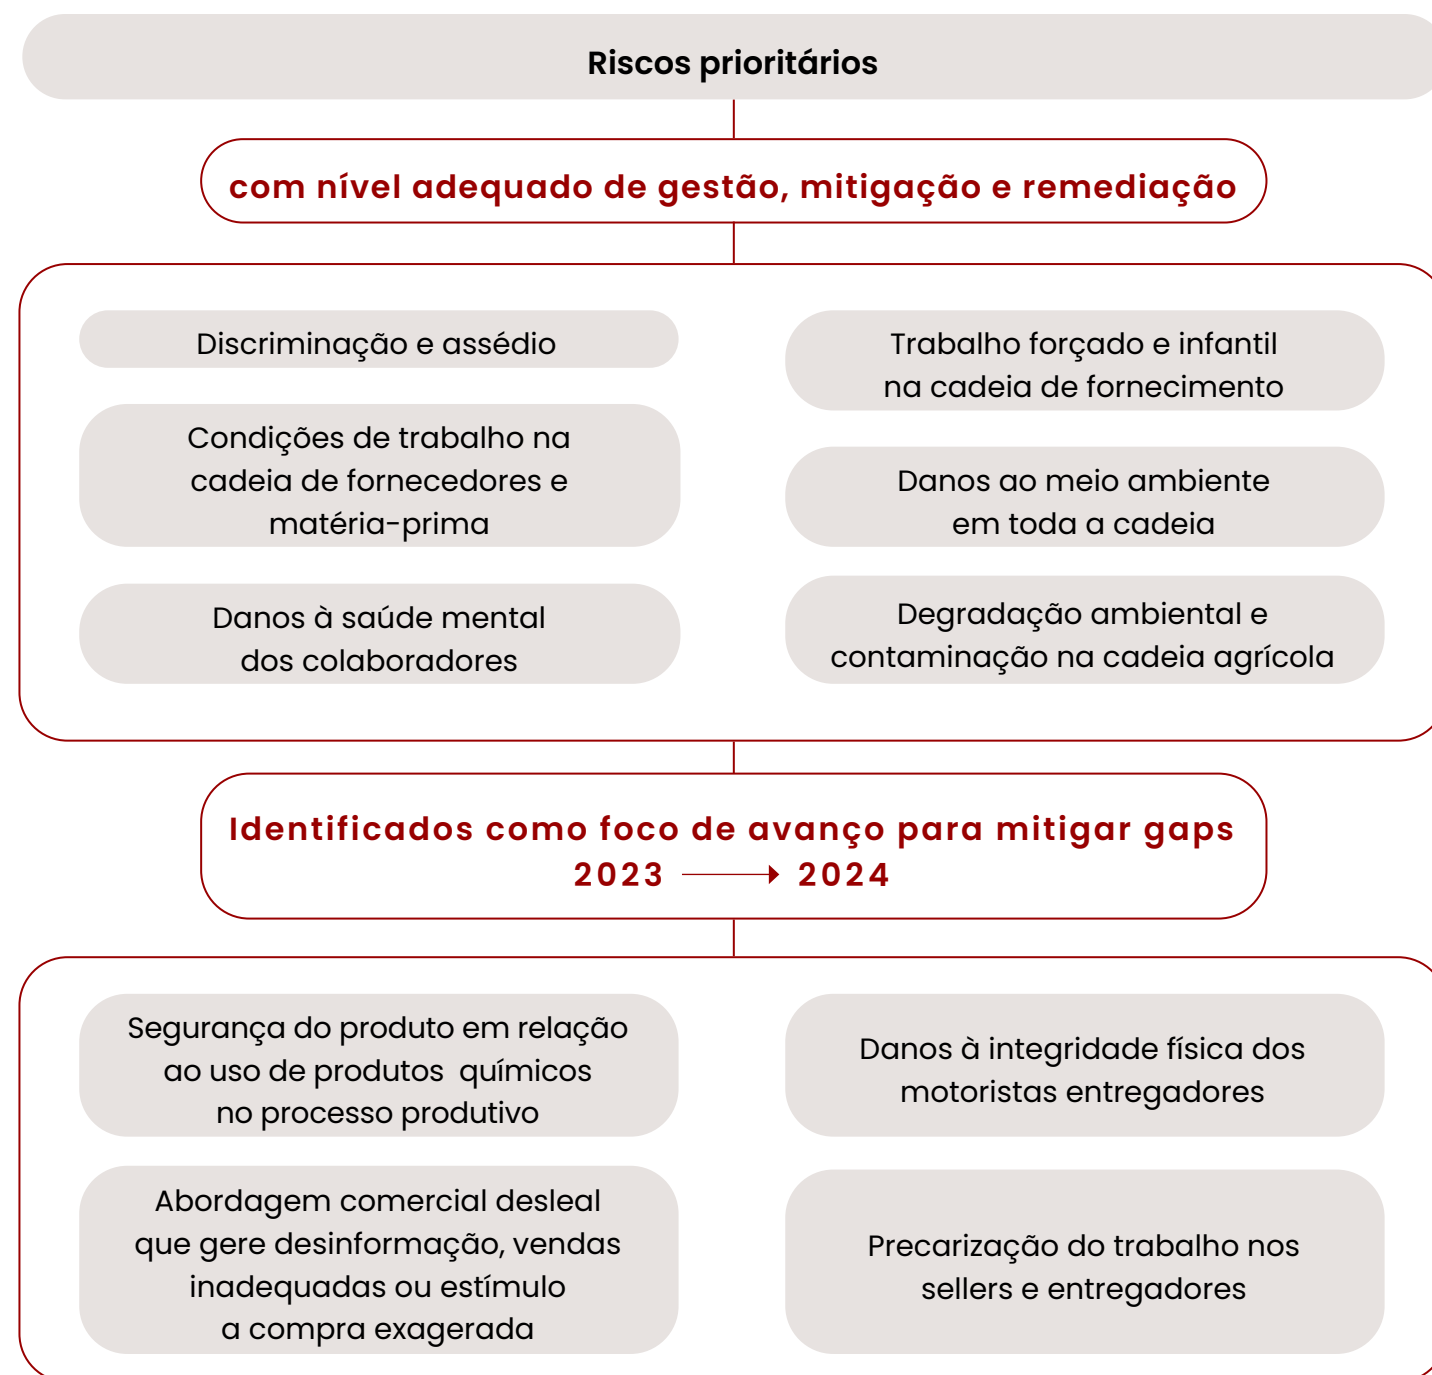 Riscos prioritários
com nível adequado de gestão, mitigação e remediação
Discriminação e assédio
Condições de trabalho na
cadeia de fornecedores e
matéria-prima
Danos à saúde mental
dos colaboradores
Trabalho forçado e infantil
na cadeia de fornecimento
Danos ao meio ambiente
em toda a cadeia
Degradação ambiental e
contaminação na cadeia agrícola
Identificados como foco de avanço para mitigar gaps
2023 → 2024
Segurança do produto em relação
ao uso de produtos químicos
no processo produtivo
Abordagem comercial desleal
que gere desinformação, vendas
inadequadas ou estímulo
a compra exagerada
Danos à integridade física dos
motoristas entregadores
Precarização do trabalho nos
sellers e entregadores